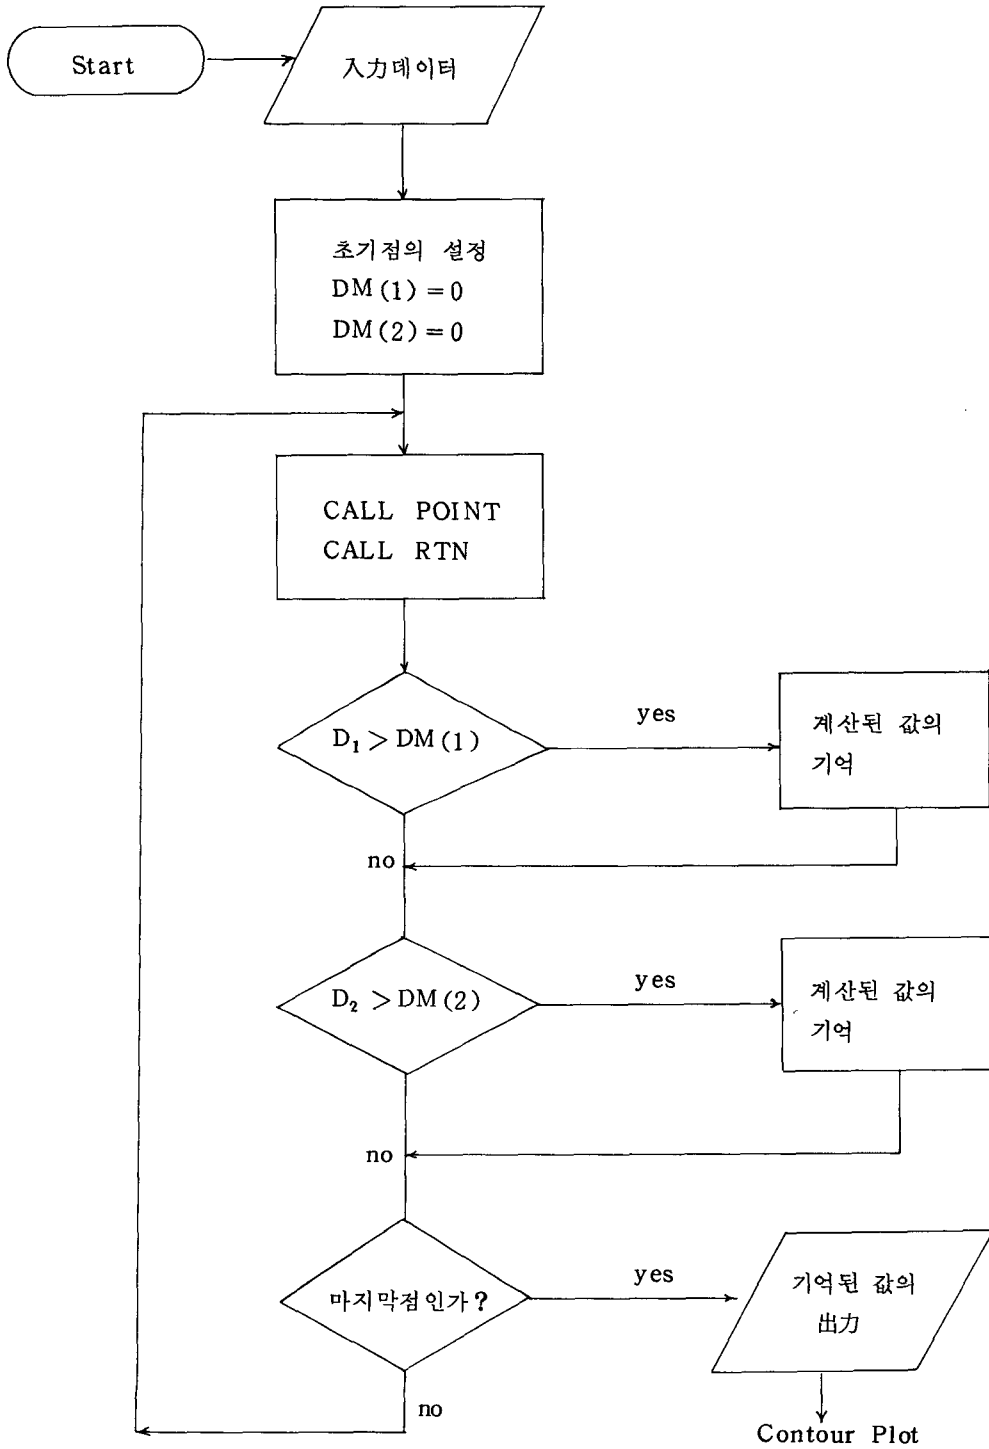 Start
入力데이터
초기점의 설정
DM(1)=0
DM(2)=0
CALL POINT
CALL RTN
D₁ > DM(1)
yes
계산된 값의
기억
no
D₂ > DM(2)
yes
계산된 값의
기억
no
마지막점인가?
yes
기억된 값의
出力
no
Contour Plot